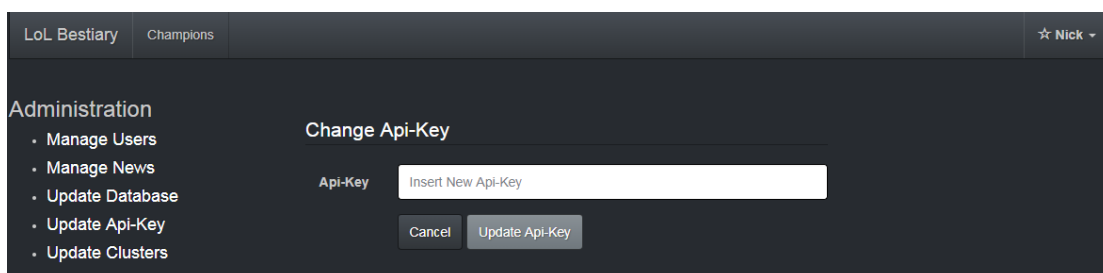 LoL Bestiary Champions ☆ Nick
Administration
• Manage Users
• Manage News
• Update Database
• Update Api-Key
• Update Clusters
Change Api-Key
Api-Key Insert New Api-Key
Cancel Update Api-Key